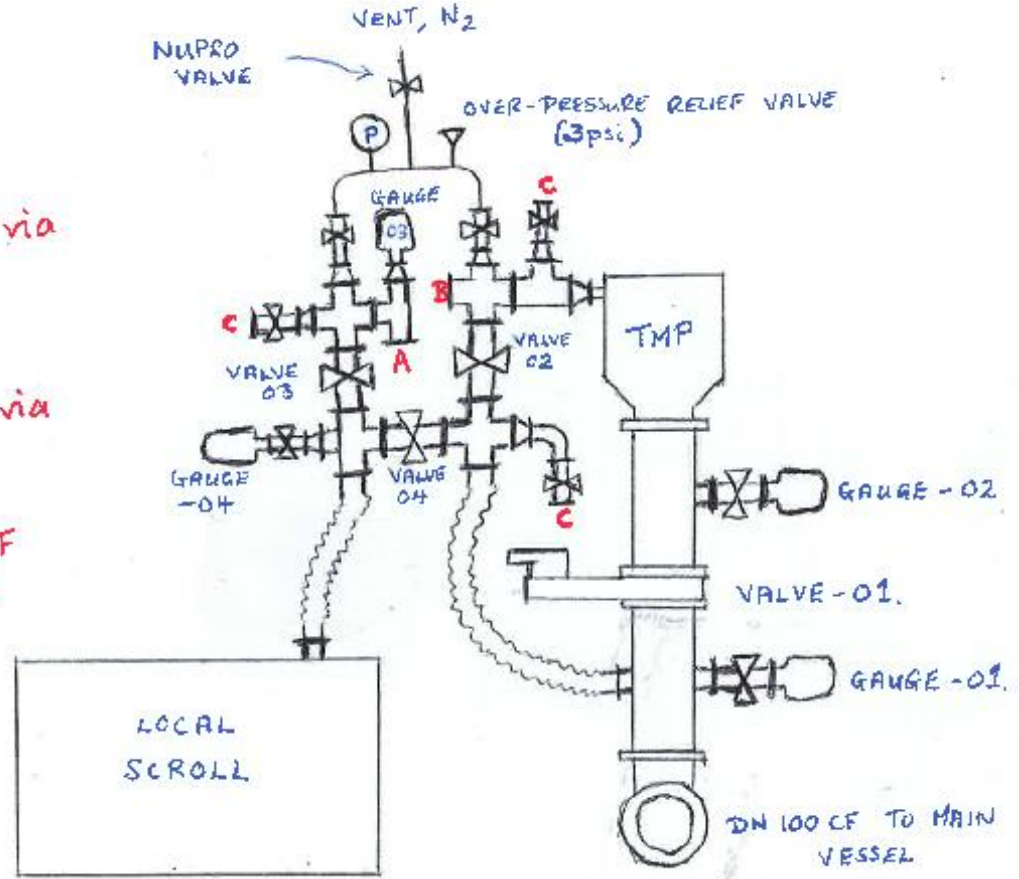 VENT, N2
NUPRO
VALVE
OVER-PRESSURE RELIEF VALVE
(3psi)
P
C
GAUGE
03
via
B
C
TMP
VALVE
02
VALVE
03
A
via
GAUGE
-04
VALVE
04
C
GAUGE-02
F
VALVE-01.
GAUGE-01.
LOCAL
SCROLL
DN 100 CF TO MAIN
VESSEL